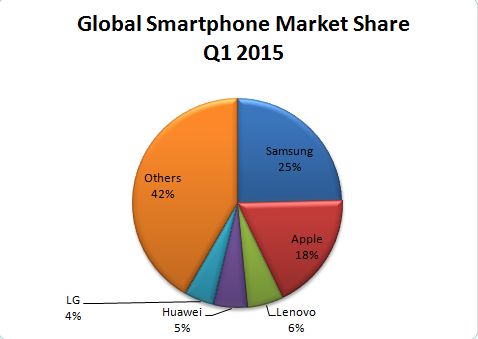 Global Smartphone Market Share
Q1 2015
Samsung
25%
Apple
18%
Lenovo
6%
Huawei
5%
LG
4%
Others
42%